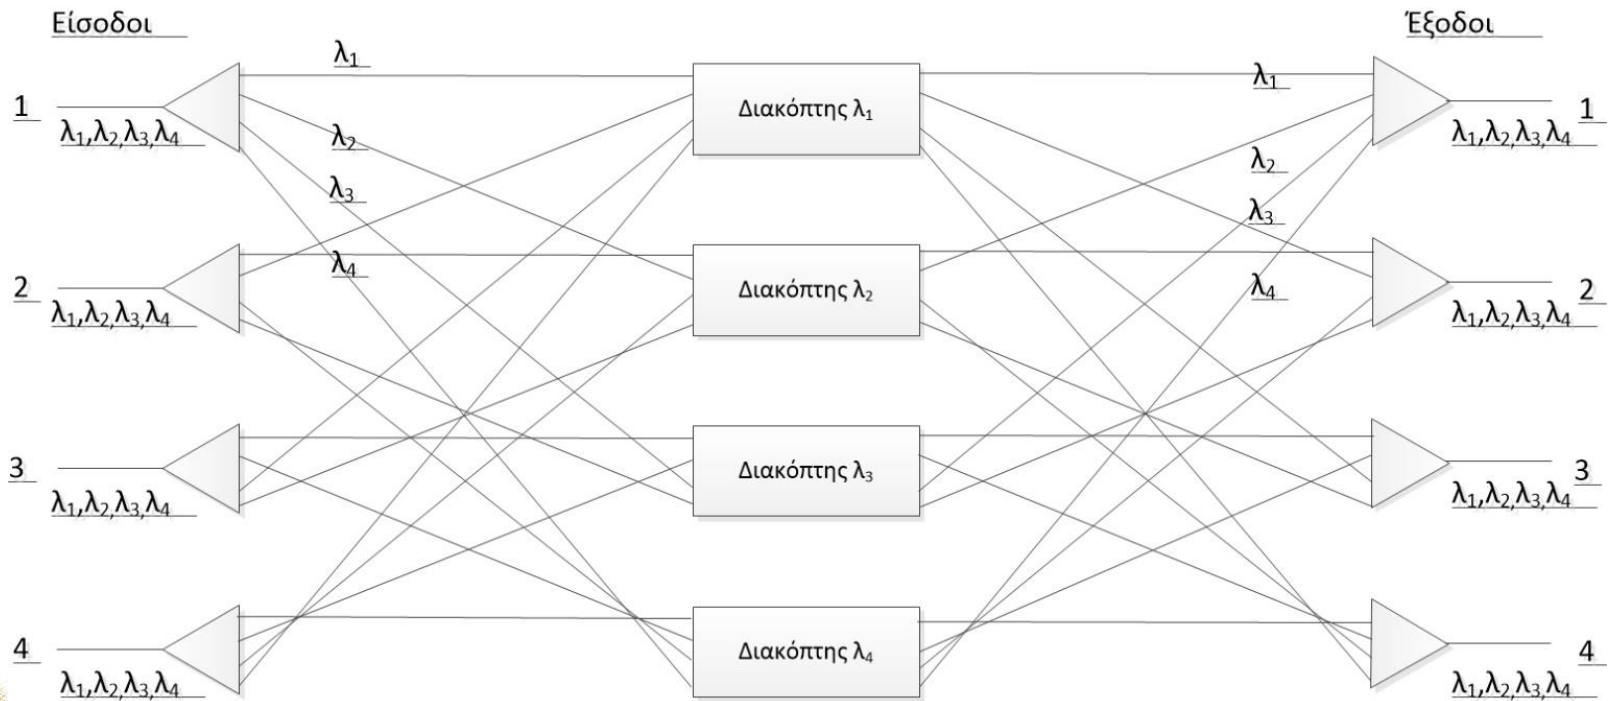 Είσοδοι
Έξοδοι
λ₁
λ₁
1
λ₁,λ₂,λ₃,λ₄
Διακόπτης λ₁
1
λ₁,λ₂,λ₃,λ₄
λ₂
λ₂
λ₃
λ₃
λ₄
λ₄
2
λ₁,λ₂,λ₃,λ₄
Διακόπτης λ₂
2
λ₁,λ₂,λ₃,λ₄
3
λ₁,λ₂,λ₃,λ₄
Διακόπτης λ₃
3
λ₁,λ₂,λ₃,λ₄
4
λ₁,λ₂,λ₃,λ₄
Διακόπτης λ₄
4
λ₁,λ₂,λ₃,λ₄